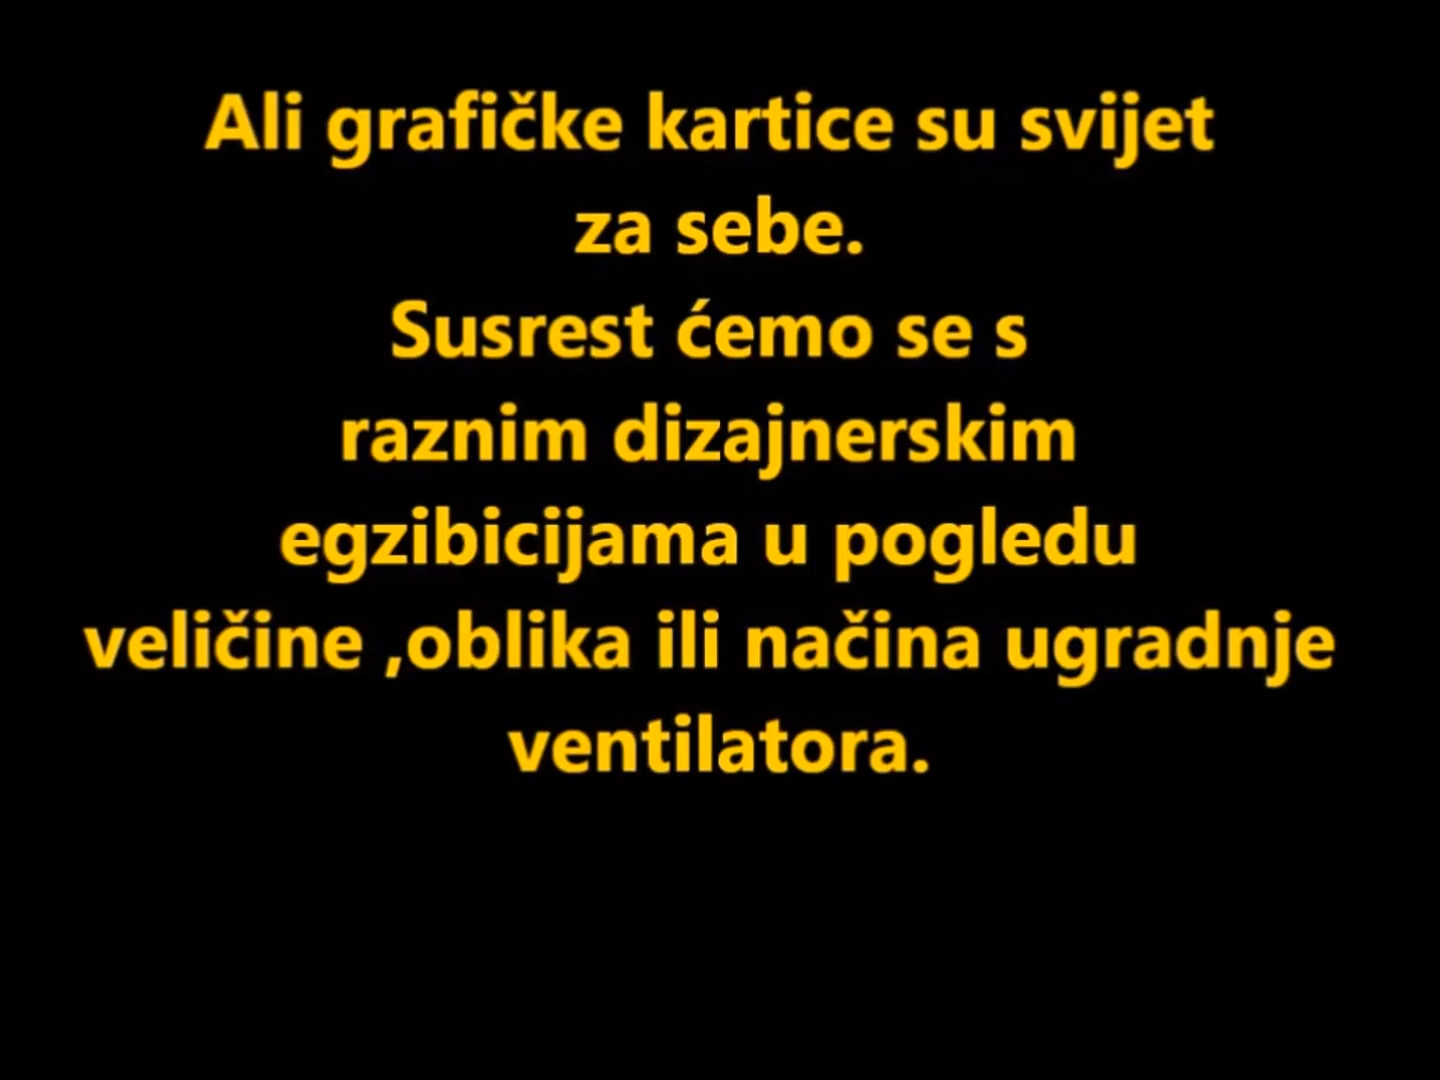 Ali grafičke kartice su svijet
za sebe.
Susrest ćemo se s
raznim dizajnerskim
egzibicijama u pogledu
veličine ,oblika ili načina ugradnje
ventilatora.